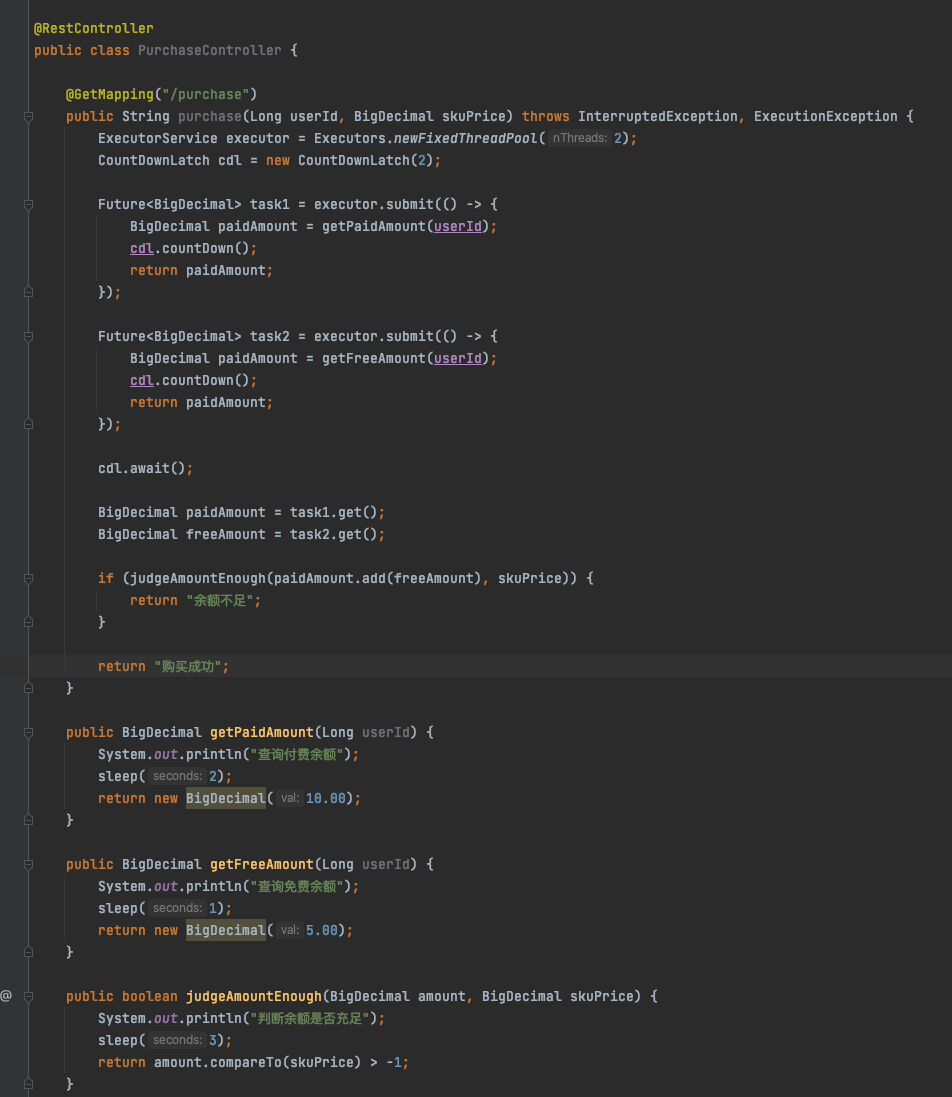 @RestController
public class PurchaseController {
@GetMapping("/purchase")
public String purchase(Long userId, BigDecimal skuPrice) throws InterruptedException, ExecutionException {
ExecutorService executor = Executors.newFixedThreadPool( nThreads: 2);
CountDownLatch cdl = new CountDownLatch(2);
Future<BigDecimal> task1 = executor.submit(() -> {
BigDecimal paidAmount = getPaidAmount(userId);
cdl.countDown();
return paidAmount;
});
Future<BigDecimal> task2 = executor.submit(() -> {
BigDecimal paidAmount = getFreeAmount(userId);
cdl.countDown();
return paidAmount;
});
cdl.await();
BigDecimal paidAmount = task1.get();
BigDecimal freeAmount = task2.get();
if (judgeAmountEnough(paidAmount.add(freeAmount), skuPrice)) {
return "余额不足";
}
return "购买成功";
}
public BigDecimal getPaidAmount(Long userId) {
System.out.println("查询付费余额");
sleep( seconds: 2);
return new BigDecimal( val: 10.00);
}
public BigDecimal getFreeAmount(Long userId) {
System.out.println("查询免费余额");
sleep( seconds: 1);
return new BigDecimal( val: 5.00);
}
@ public boolean judgeAmountEnough(BigDecimal amount, BigDecimal skuPrice) {
System.out.println("判断余额是否充足");
sleep( seconds: 3);
return amount.compareTo(skuPrice) > -1;
}